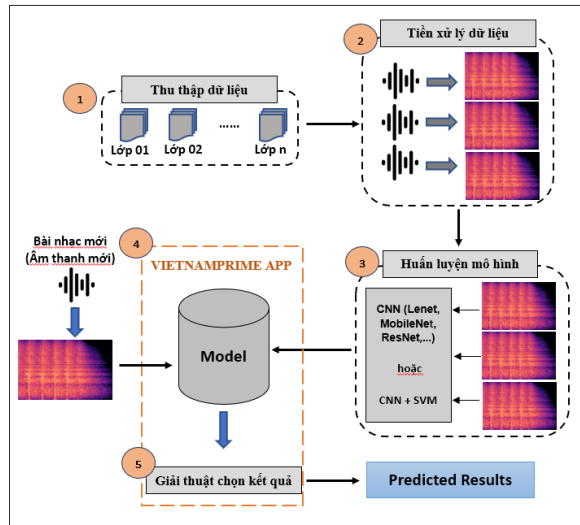 1
Thu thập dữ liệu
Lớp 01
Lớp 02
......
Lớp n
2
Tiền xử lý dữ liệu
3
Huấn luyện mô hình
CNN (Lenet,
MobileNet,
ResNet,...)
hoặc
CNN + SVM
Bài nhạc mới
(Âm thanh mới)
4
VIETNAMPRIME APP
Model
5
Giải thuật chọn kết quả
Predicted Results